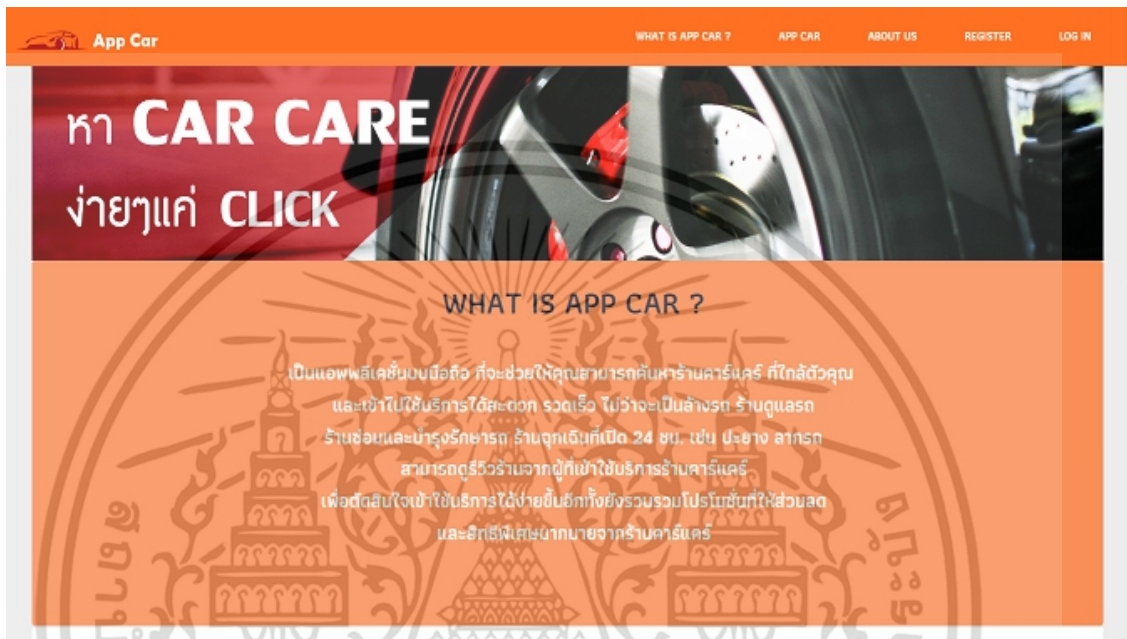 App Car
WHAT IS APP CAR ? APP CAR ABOUT US REGISTER LOG IN
หา CAR CARE
ง่ายๆแค่ CLICK
WHAT IS APP CAR ?
เป็นแอพพลิเคชั่นบนมือถือ ที่จะช่วยให้คุณสามารถค้นหาร้านคาร์แคร์ ที่ใกล้ตัวคุณ
และเข้าไปใช้บริการได้สะดวก รวดเร็ว ไม่ว่าจะเป็นล้างรถ ร้านดูแลรถ
ร้านซ่อมและบำรุงรักษารถ ร้านฉุกเฉินที่เปิด 24 ชม. เช่น ปะยาง ลากรถ
สามารถดูรีวิวร้านจากผู้ที่เข้าใช้บริการร้านคาร์แคร์
เพื่อตัดสินใจเข้าใช้บริการได้ง่ายขึ้นอีกทั้งยังรวบรวมโปรโมชั่นที่ให้ส่วนลด
และสิทธิพิเศษมากมายจากร้านคาร์แคร์